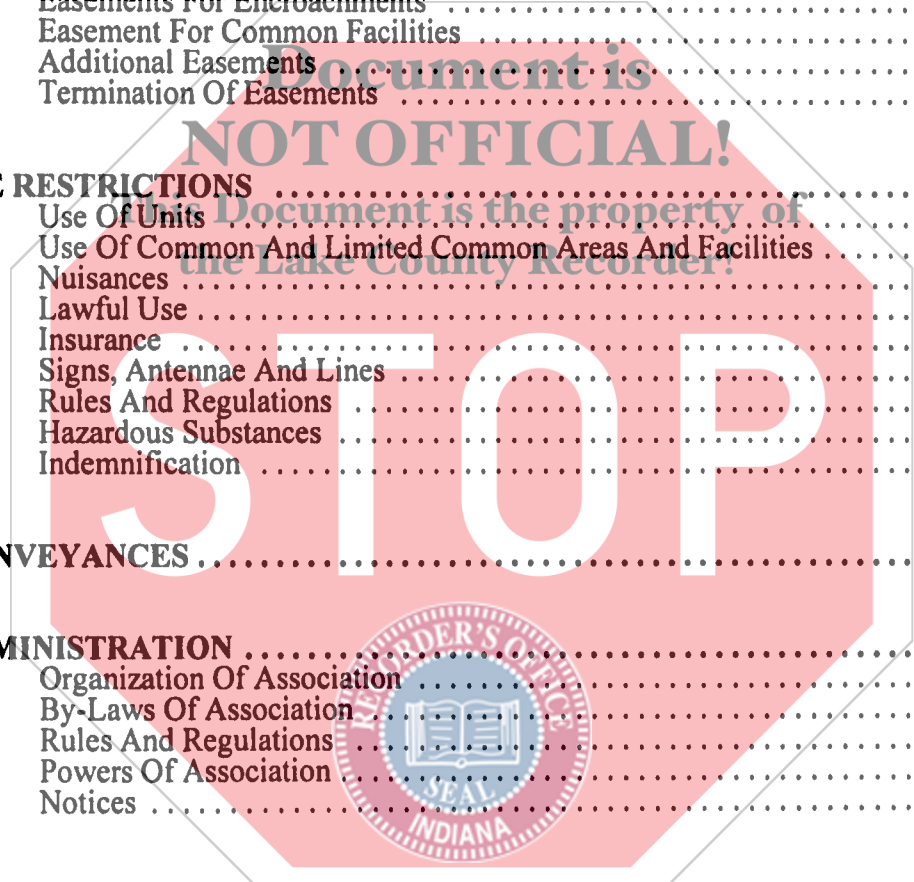 Easements For Encroachments
Easement For Common Facilities
Additional Easements
Termination Of Easements
Document is
NOT OFFICIAL!
This Document is the property of
the Lake County Recorder!
RESTRICTIONS
Use Of Units
Use Of Common And Limited Common Areas And Facilities
Nuisances
Lawful Use
Insurance
Signs, Antennae And Lines
Rules And Regulations
Hazardous Substances
Indemnification
STOP
NVEYANCES
MINISTRATION
Organization Of Association
By-Laws Of Association
Rules And Regulations
Powers Of Association
Notices
RECORDER'S OFFICE
SEAL
INDIANA